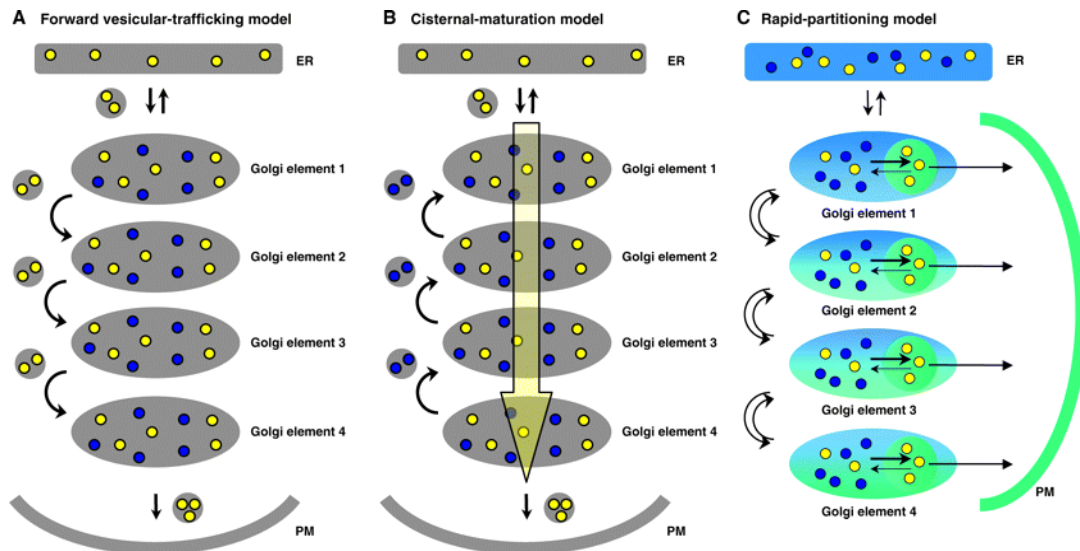 A Forward vesicular-trafficking model
ER
Golgi element 1
Golgi element 2
Golgi element 3
Golgi element 4
PM
B Cisternal-maturation model
ER
Golgi element 1
Golgi element 2
Golgi element 3
Golgi element 4
PM
C Rapid-partitioning model
ER
Golgi element 1
Golgi element 2
Golgi element 3
Golgi element 4
PM